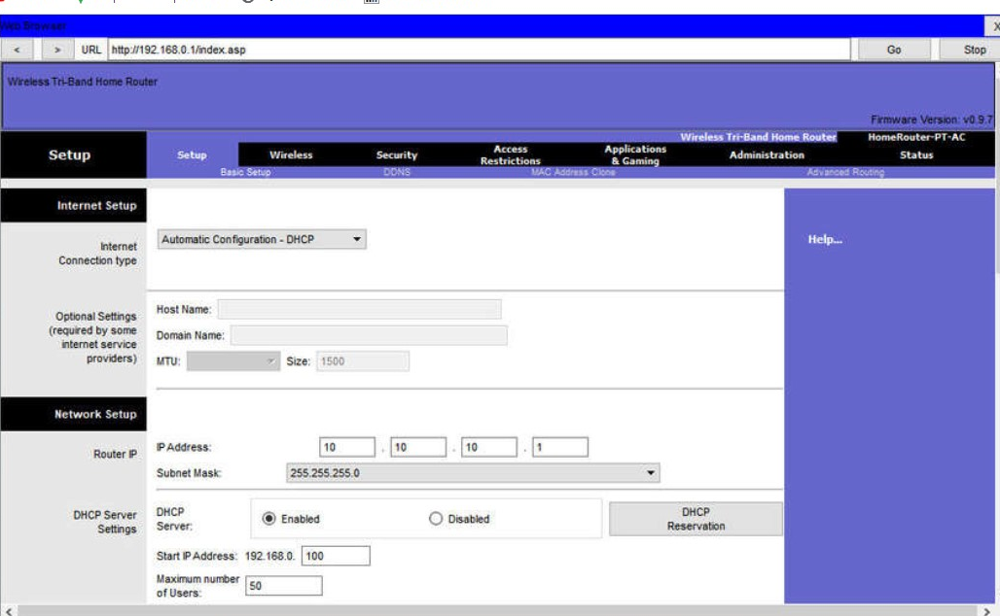 Web Browser X
< > URL http://192.168.0.1/index.asp Go Stop
Wireless Tri-Band Home Router
Firmware Version: v0.9.7
Wireless Tri-Band Home Router HomeRouter-PT-AC
Setup Setup Wireless Security Access Restrictions Applications & Gaming Administration Status
Basic Setup DDNS MAC Address Clone Advanced Routing
Internet Setup
Internet
Connection type
Automatic Configuration - DHCP
Help...
Optional Settings
(required by some
internet service
providers)
Host Name:
Domain Name:
MTU: Size: 1500
Network Setup
Router IP
IP Address: 10 . 10 . 10 . 1
Subnet Mask: 255.255.255.0
DHCP Server
Settings
DHCP
Server:
Enabled Disabled
DHCP
Reservation
Start IP Address: 192.168.0. 100
Maximum number
of Users:
50
< >